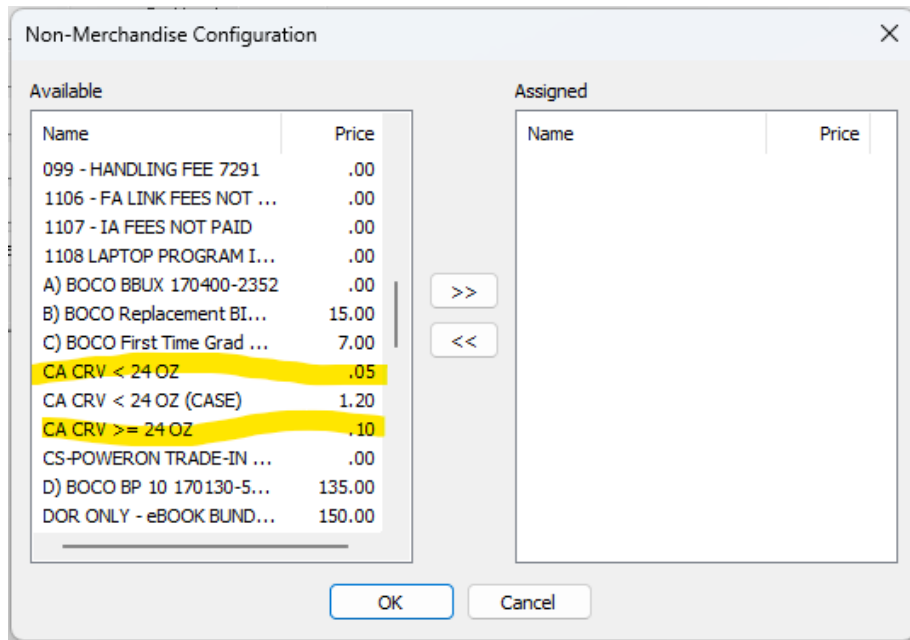 Non-Merchandise Configuration
Available
Assigned
Name Price
Name Price
099 - HANDLING FEE 7291 .00
1106 - FA LINK FEES NOT ... .00
1107 - IA FEES NOT PAID .00
1108 LAPTOP PROGRAM I... .00
A) BOCO BBUX 170400-2352 .00
B) BOCO Replacement BI... 15.00
C) BOCO First Time Grad ... 7.00
CA CRV < 24 OZ .05
CA CRV < 24 OZ (CASE) 1.20
CA CRV >= 24 OZ .10
CS-POWERON TRADE-IN ... .00
D) BOCO BP 10 170130-5... 135.00
DOR ONLY - eBOOK BUND... 150.00
>>
<<
OK
Cancel